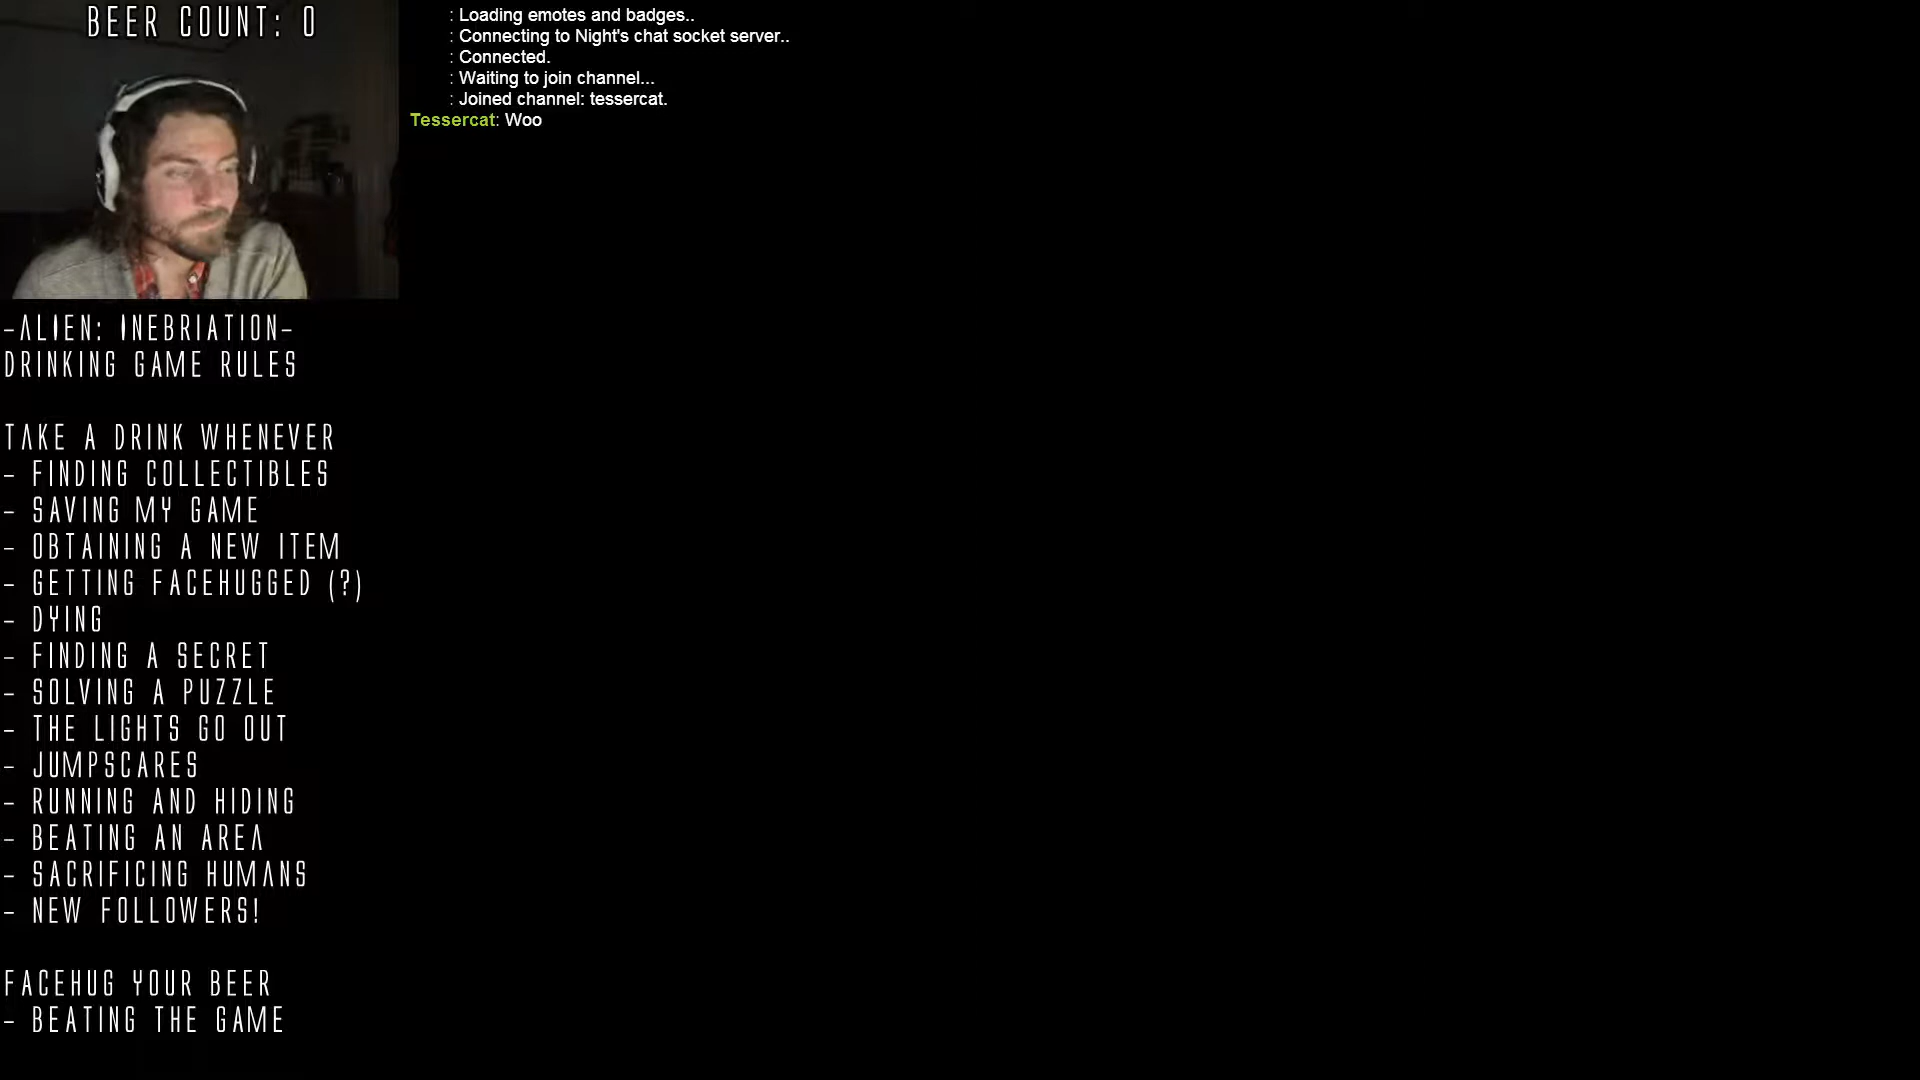 BEER COUNT: 0
: Loading emotes and badges..
: Connecting to Night's chat socket server..
: Connected.
: Waiting to join channel...
: Joined channel: tessercat.
Tessercat: Woo
-ALIEN: INEBRIATION-
DRINKING GAME RULES
TAKE A DRINK WHENEVER
- FINDING COLLECTIBLES
- SAVING MY GAME
- OBTAINING A NEW ITEM
- GETTING FACEHUGGED (?)
- DYING
- FINDING A SECRET
- SOLVING A PUZZLE
- THE LIGHTS GO OUT
- JUMPSCARES
- RUNNING AND HIDING
- BEATING AN AREA
- SACRIFICING HUMANS
- NEW FOLLOWERS!
FACEHUG YOUR BEER
- BEATING THE GAME